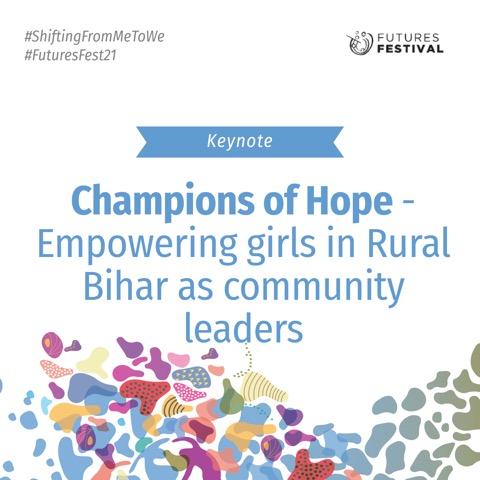 #ShiftingFromMeToWe
#FuturesFest21
FUTURES
FESTIVAL
Keynote
Champions of Hope -
Empowering girls in Rural
Bihar as community
leaders